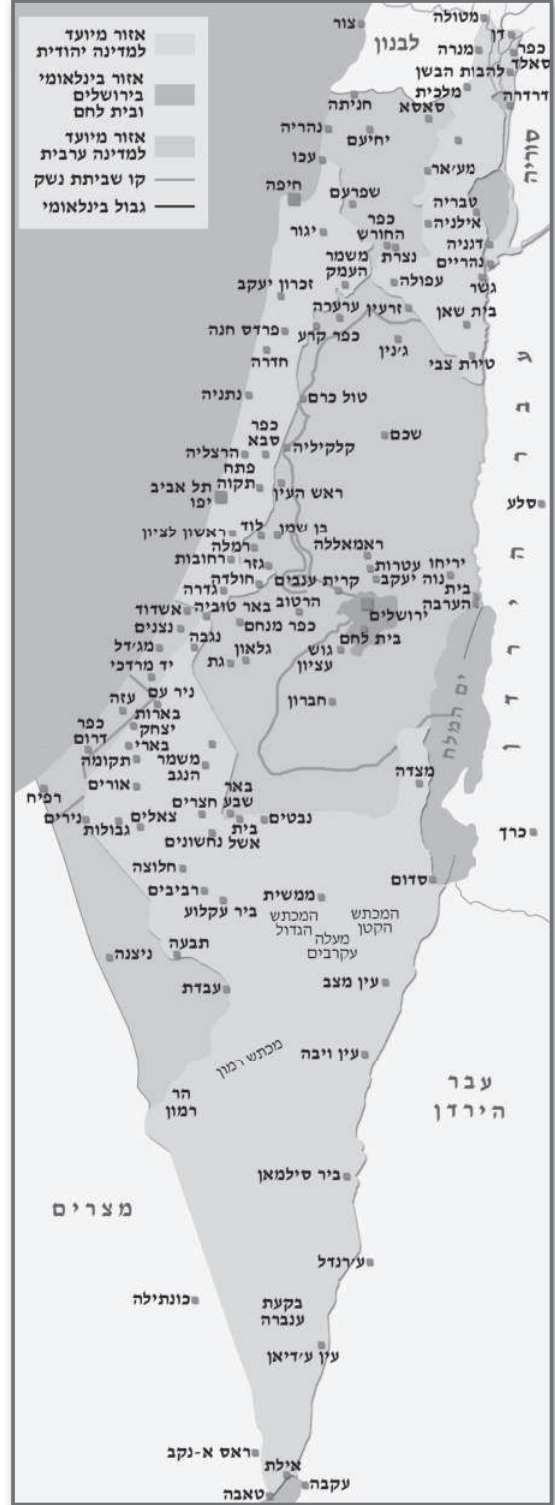 אזור מיועד
למדינה יהודית
אזור בינלאומי
בירושלים
ובית לחם
אזור מיועד
למדינה ערבית
קו שביתת נשק
גבול בינלאומי
מטולה
צור
לבנון
דן
מנרה
כפר
סאלד
להבות הבשן
מלכית
דרדרה
חניתה
סאסא
סוריה
נהריה
יחיעם
עכו
מע'אר
חיפה
שפרעם
טבריה
כפר
החורש
אילניה
יגור
נצרת
דגניה
משמר
העמק
נהריים
עפולה
גשר
זכרון יעקב
ערערה
זרעין
בית שאן
פרדס חנה
כפר קרע
ג'נין
חדרה
טירת צבי
נתניה
טול כרם
כפר
סבא
שכם
הרצליה
קלקיליה
פתח
תקוה
תל אביב
יפו
ראש העין
סלע
עבר הירדן
ראשון לציון
לוד
בן שמן
רמלה
ראמאללה
רחובות
גזר
עטרות
יריחו
נוה יעקב
חולדה
קרית ענבים
בית
הערבה
גדרה
אשדוד
באר טוביה
הרטוב
ירושלים
ניצנים
כפר מנחם
בית לחם
נגבה
מג'דל
גלאון
גוש
עציון
גת
יד מרדכי
ים המלח
ניר עם
עזה
חברון
בארות
יצחק
כפר
דרום
בארי
תקומה
משמר
הנגב
מצדה
אורים
רפיח
באר
שבע
חצרים
נירים
צאלים
נבטים
גבולות
בית
אשל
נחשונים
כרך
חלוצה
סדום
רביבים
ממשית
ביר עקלוע
המכתש
הגדול
המכתש
הקטן
מעלה
עקרבים
תבעה
ניצנה
עין מצב
עבדת
מכתש רמון
עין ויבה
הר
רמון
עבר
הירדן
ביר סילמאן
מצרים
ע'רנדל
כונתילה
בקעת
ענברה
עין ע'דיאן
ראס א-נקב
אילת
עקבה
טאבה